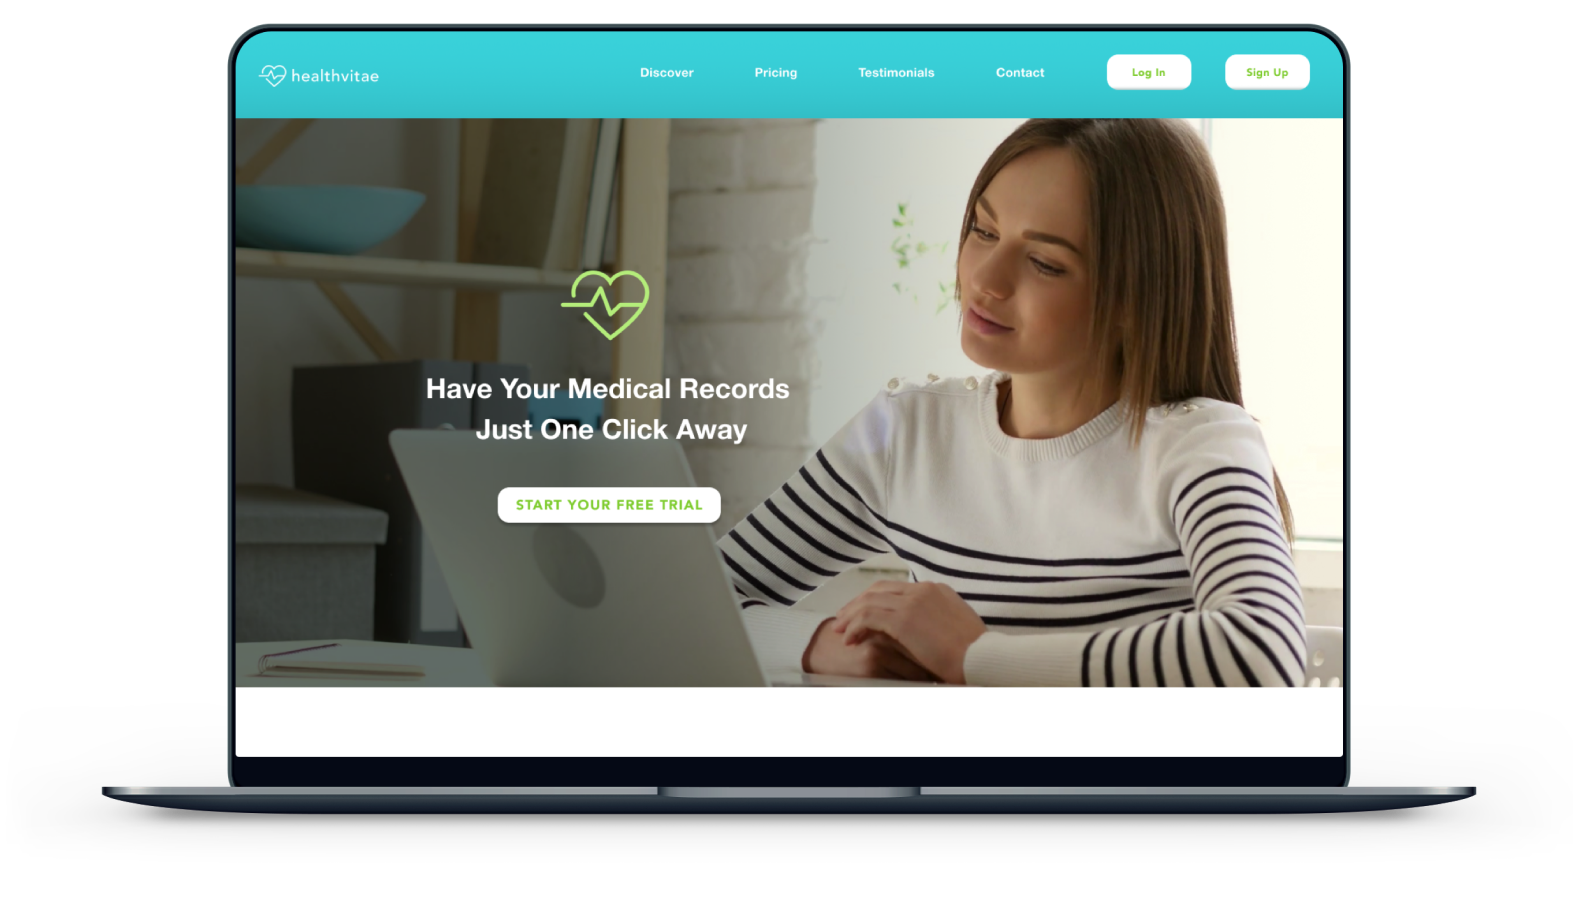 healthvitae
Discover
Pricing
Testimonials
Contact
Log In
Sign Up
Have Your Medical Records
Just One Click Away
START YOUR FREE TRIAL